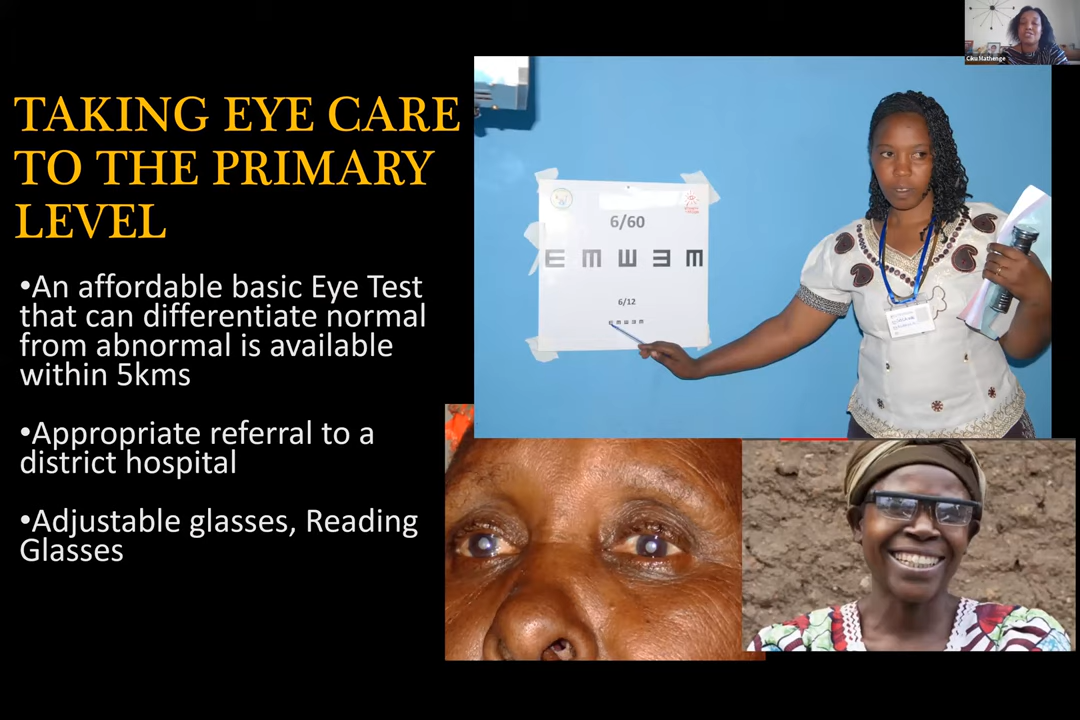 Ciku Mathenge
TAKING EYE CARE
TO THE PRIMARY
LEVEL
•An affordable basic Eye Test
that can differentiate normal
from abnormal is available
within 5kms
•Appropriate referral to a
district hospital
•Adjustable glasses, Reading
Glasses
6/60
6/12